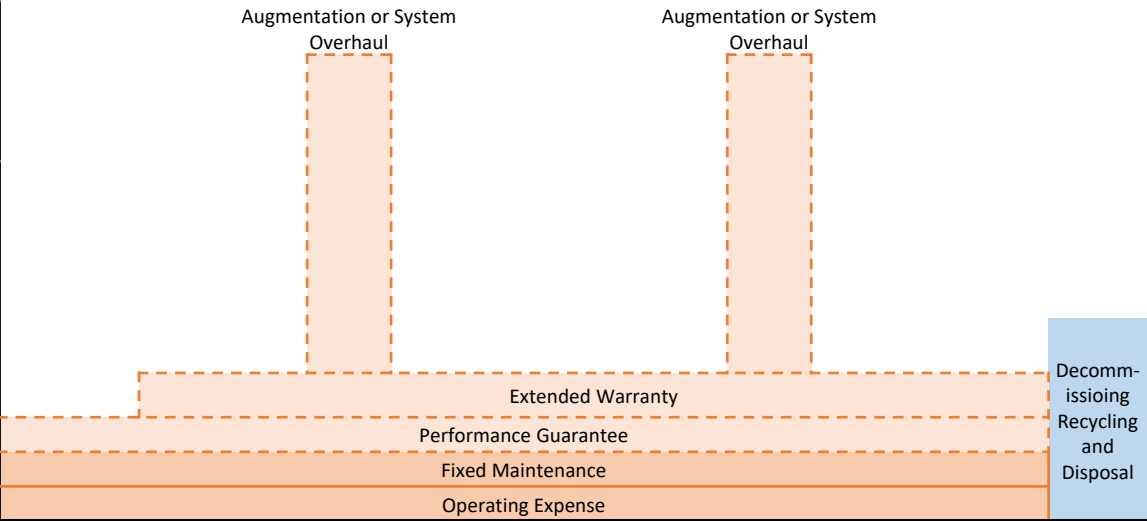 Augmentation or System
Overhaul
Augmentation or System
Overhaul
Extended Warranty
Performance Guarantee
Fixed Maintenance
Operating Expense
Decomm-
issioing
Recycling
and
Disposal